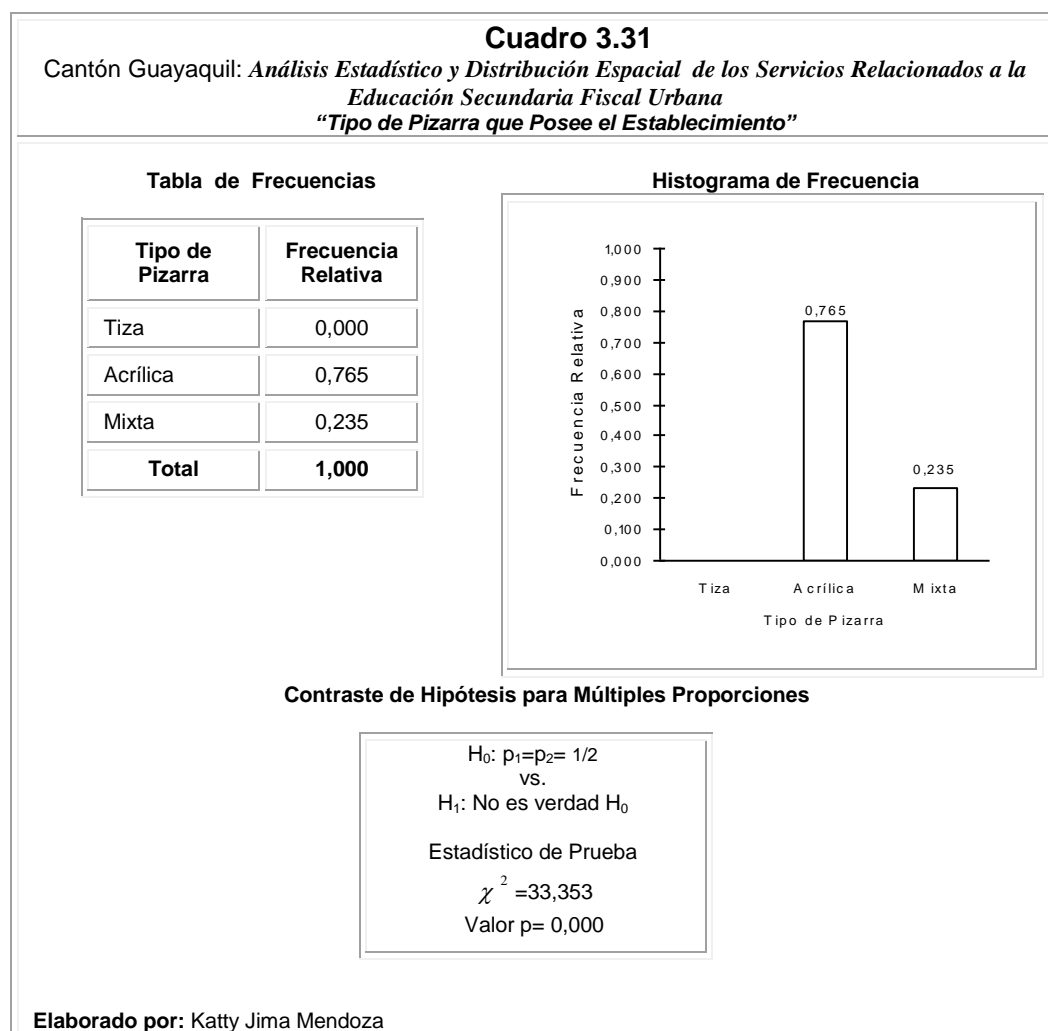 Cuadro 3.31
Cantón Guayaquil: Análisis Estadístico y Distribución Espacial de los Servicios Relacionados a la
Educación Secundaria Fiscal Urbana
“Tipo de Pizarra que Posee el Establecimiento”
Tabla de Frecuencias
Tipo de Pizarra Frecuencia Relativa
Tiza 0,000
Acrílica 0,765
Mixta 0,235
Total 1,000
Histograma de Frecuencia
Frecuencia Relativa
1,000
0,900
0,800
0,700
0,600
0,500
0,400
0,300
0,200
0,100
0,000
0,765
0,235
Tiza Acrílica Mixta
Tipo de Pizarra
Contraste de Hipótesis para Múltiples Proporciones
H₀: p₁=p₂= 1/2
vs.
H₁: No es verdad H₀
Estadístico de Prueba
χ² =33,353
Valor p= 0,000
Elaborado por: Katty Jima Mendoza